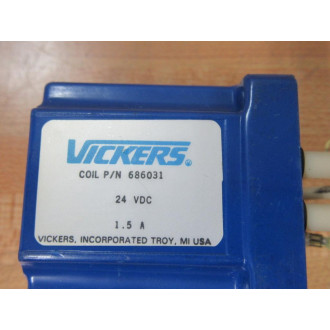 VICKERS®
COIL P/N 686031
24 VDC
1.5 A
VICKERS, INCORPORATED TROY, MI USA